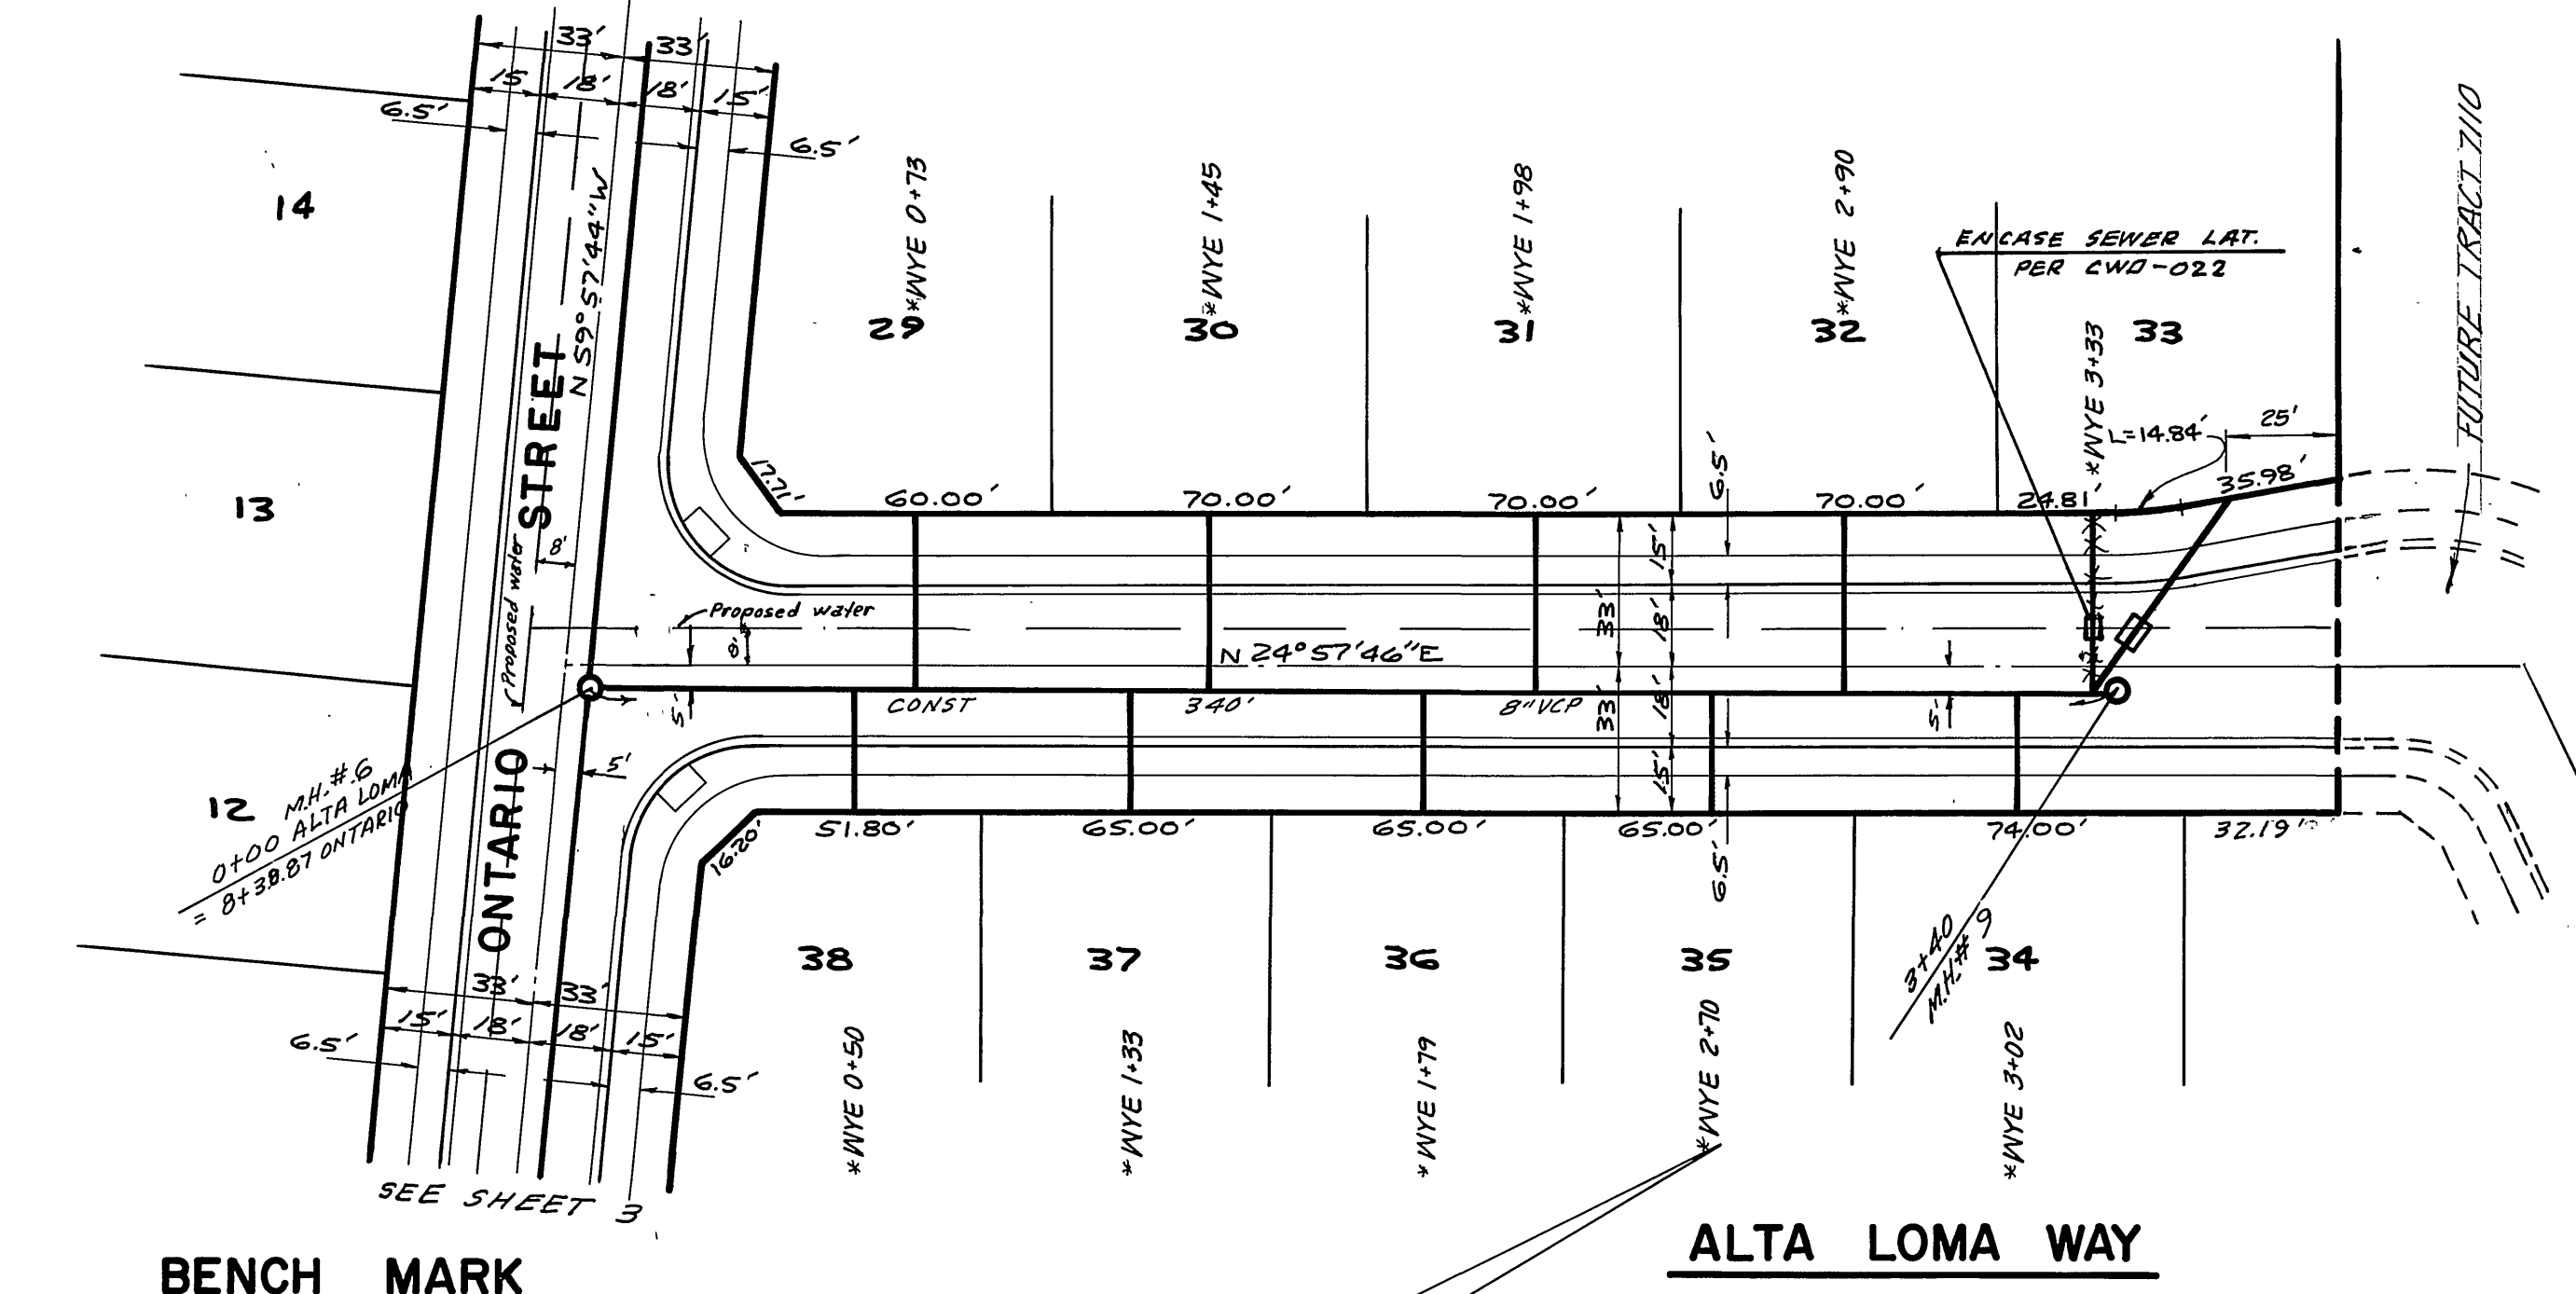 33'
33'
15
18'
18'
15'
6.5'
6.5'
N 59° 57' 44" W
14
13
12
*WYE 0+73
*WYE 1+45
*WYE 1+98
*WYE 2+90
ENCASE SEWER LAT.
PER CWD-022
FUTURE TRACT 7110
29
30
31
32
33
*WYE 3+33
L=14.84'
25'
35.98'
17.71'
60.00'
70.00'
70.00'
70.00'
24.81
6.5'
STREET
ONTARIO
8'
Proposed water
Proposed water
8'
N 24° 57' 46" E
33'
15'
18'
33'
18'
15'
CONST
340'
8" VCP
5'
5'
5'
M.H. # 6
0+00 ALTA LOMA
= 8+38.87 ONTARIO
16.20'
51.80'
65.00'
65.00'
65.00'
74.00'
32.19'
6.5'
38
37
36
35
34
3+40
M.H. # 9
33'
33'
15'
18'
18'
15'
6.5'
6.5'
*WYE 0+50
*WYE 1+33
*WYE 1+79
*WYE 2+70
*WYE 3+02
SEE SHEET 3
ALTA LOMA WAY
BENCH MARK